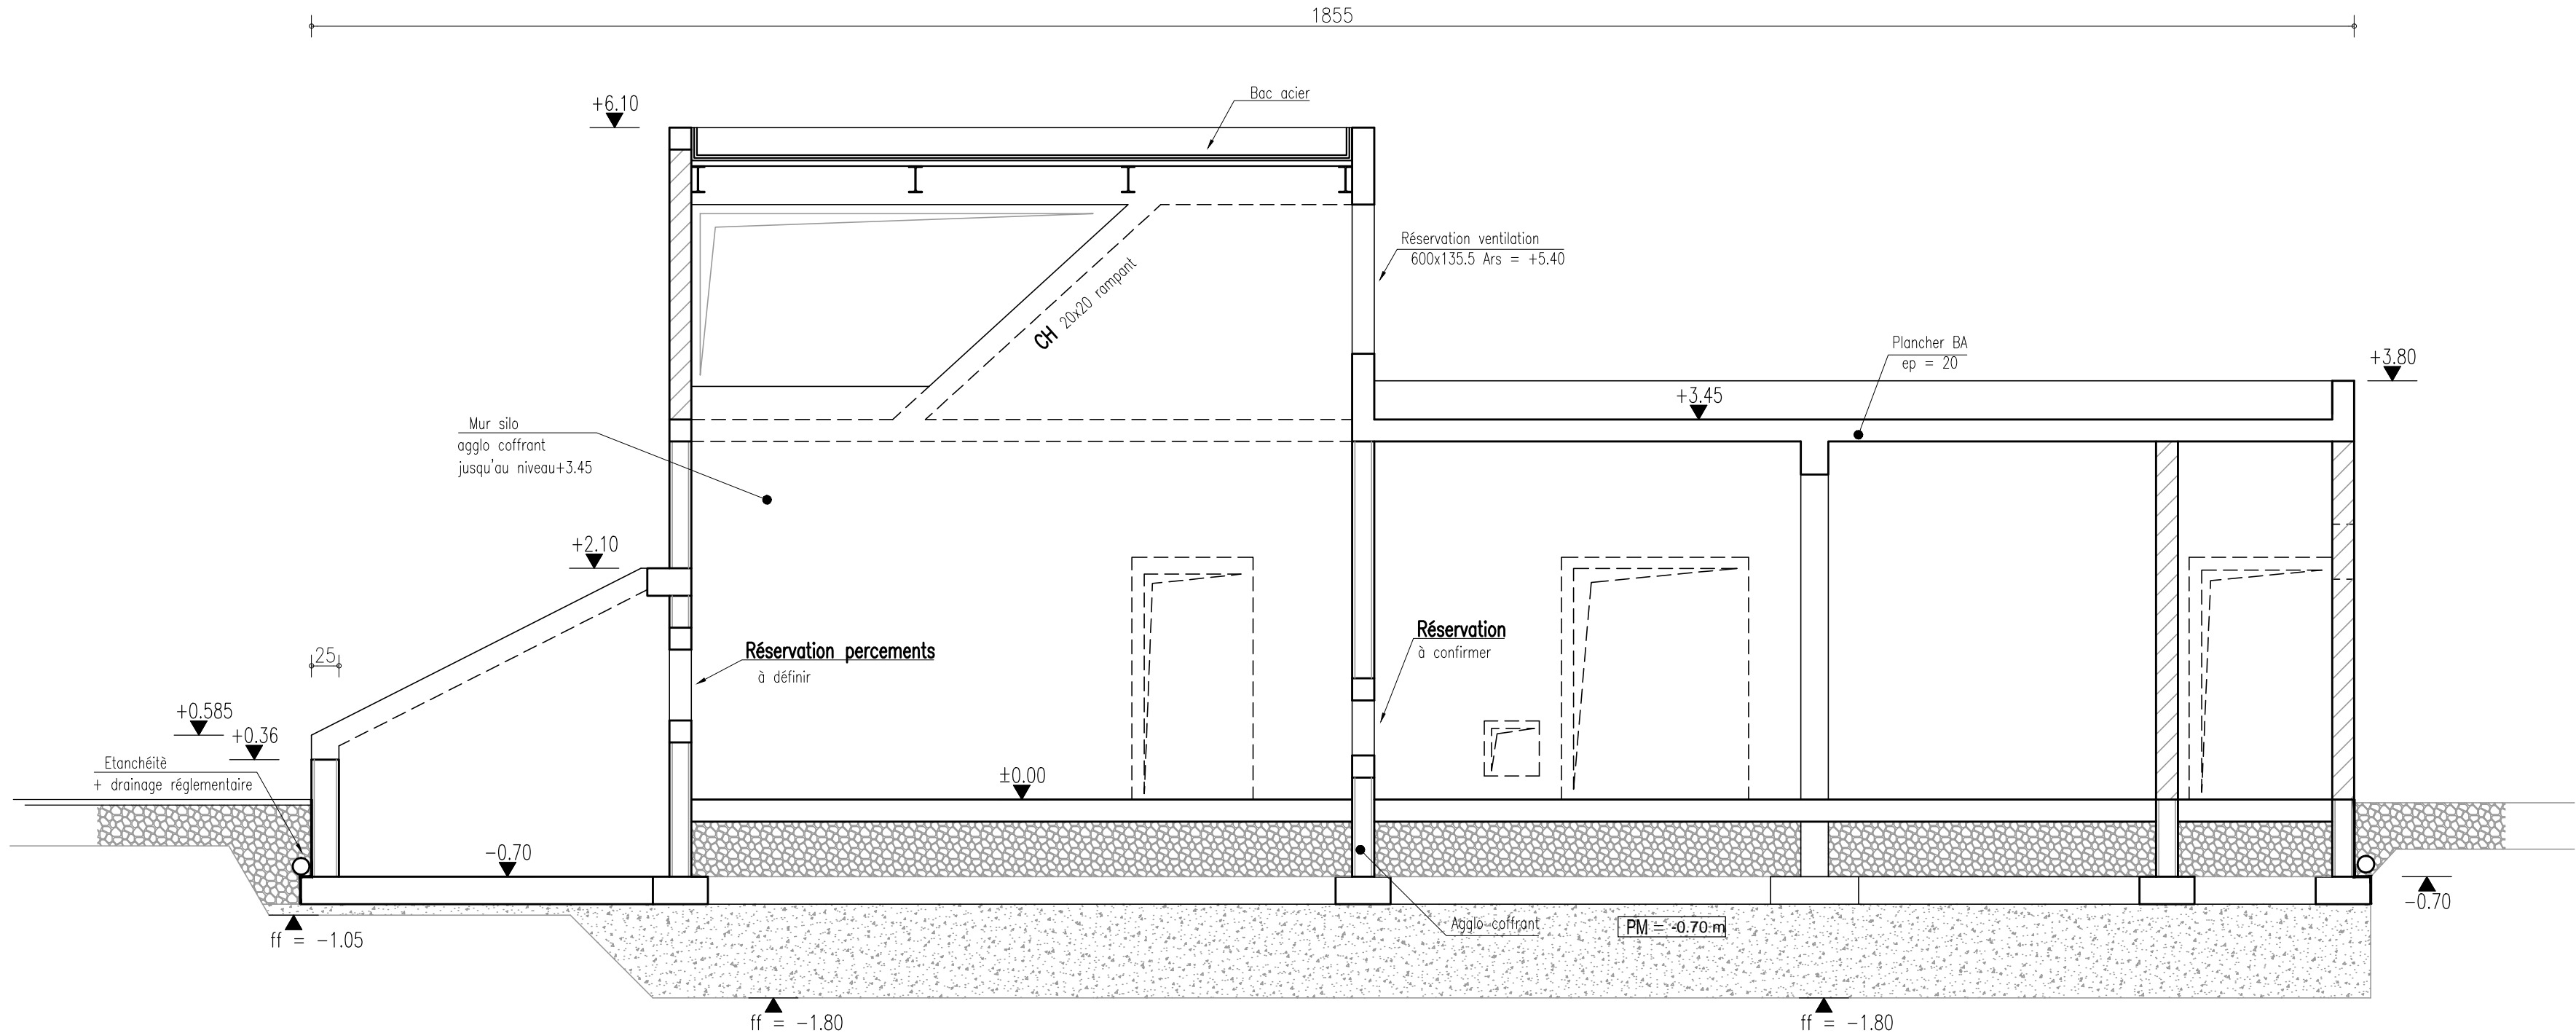 1855
Bac acier
+6.10
Réservation ventilation
600x135.5 Ars = +5.40
CH 20x20 rampant
Plancher BA
ep = 20
+3.80
+3.45
Mur silo
agglo coffrant
jusqu'au niveau+3.45
+2.10
Réservation percements
à définir
Réservation
à confirmer
25
+0.585
+0.36
Etanchéitè
+ drainage réglementaire
±0.00
-0.70
-0.70
Agglo coffrant
PM = -0.70 m
ff = -1.05
ff = -1.80
ff = -1.80